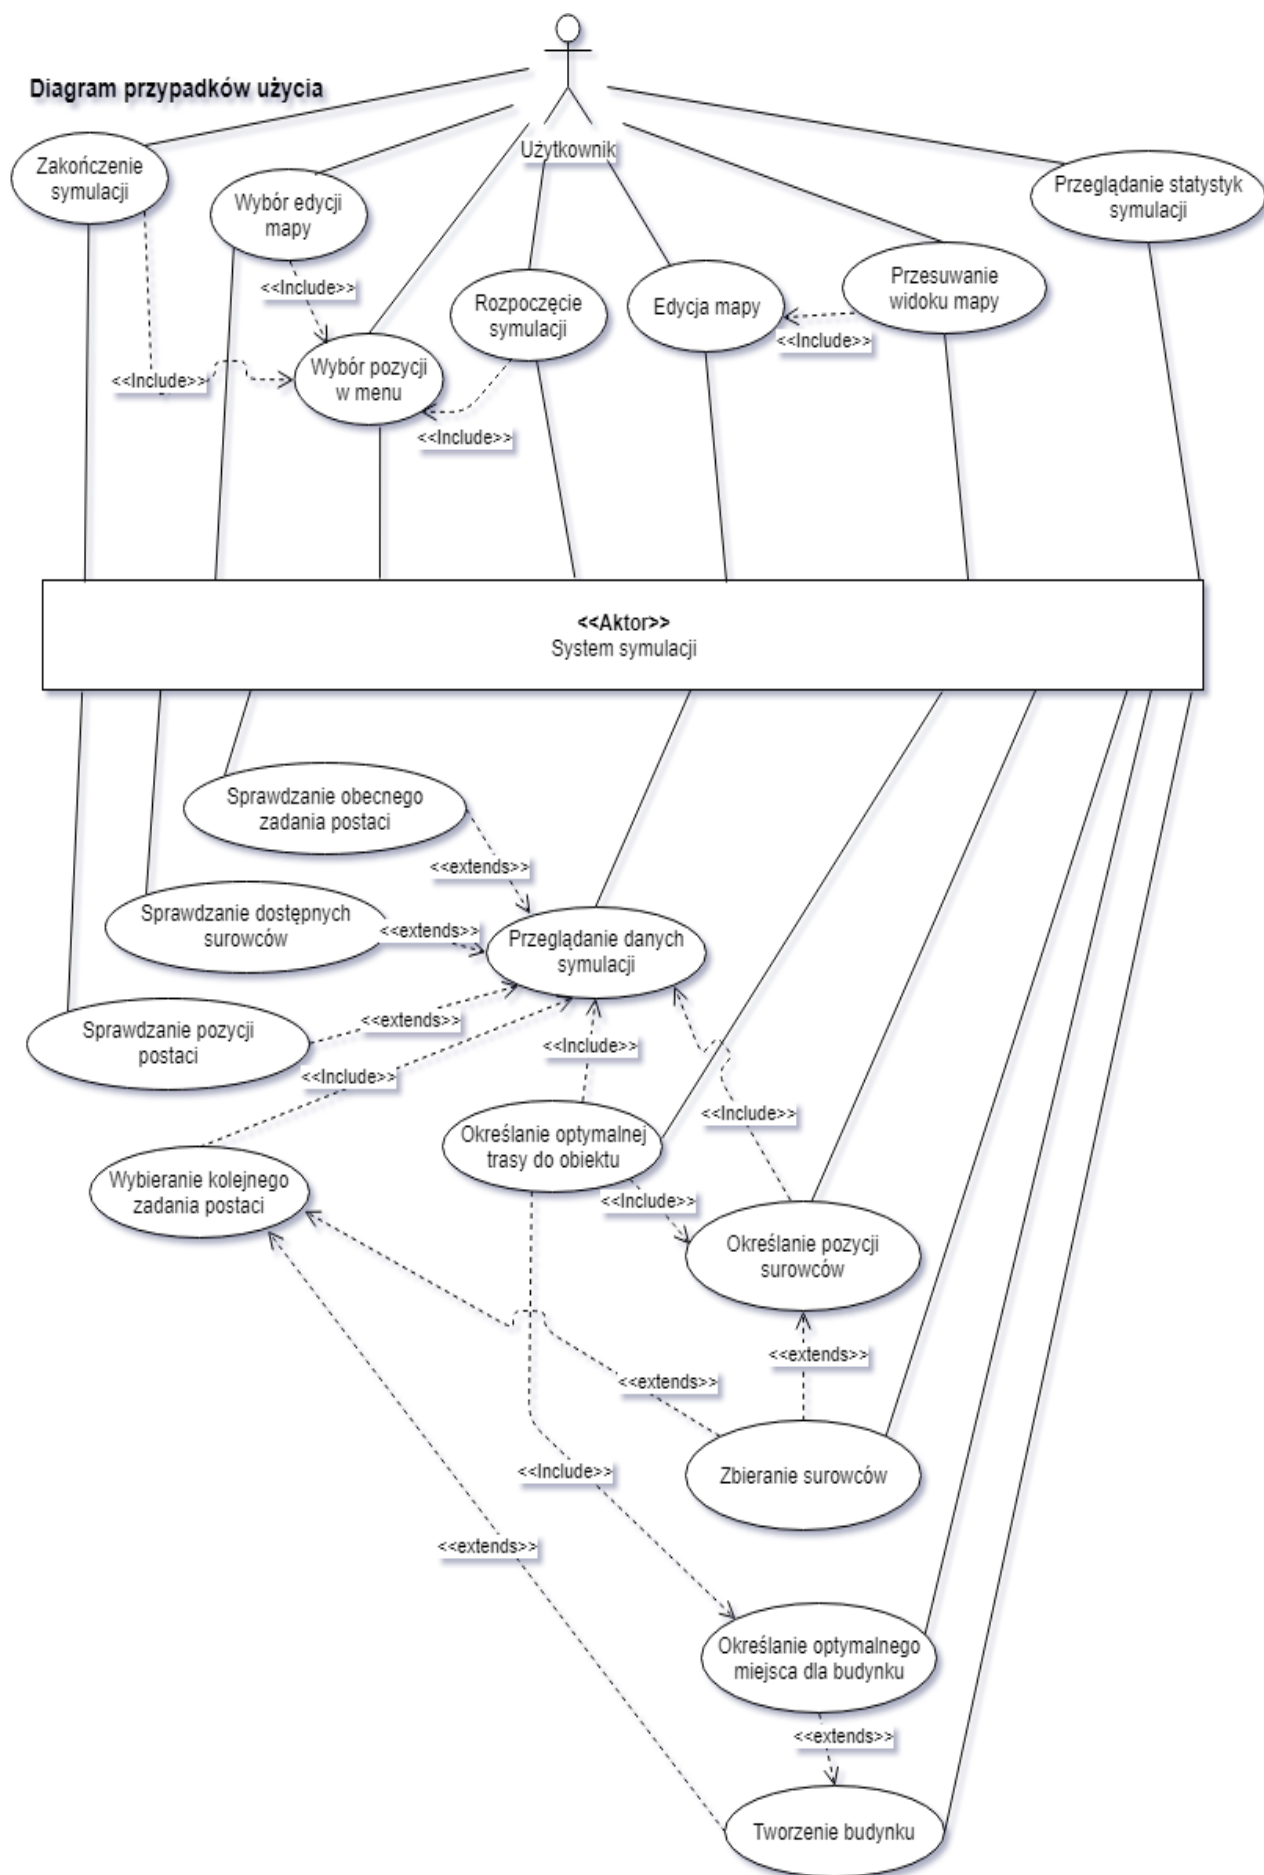 Diagram przypadków użycia
Użytkownik
Zakończenie
symulacji
Wybór edycji
mapy
Przeglądanie statystyk
symulacji
<<Include>>
Rozpoczęcie
symulacji
Edycja mapy
Przesuwanie
widoku mapy
<<Include>>
Wybór pozycji
w menu
<<Include>>
<<Include>>
<<Aktor>>
System symulacji
Sprawdzanie obecnego
zadania postaci
<<extends>>
Sprawdzanie dostępnych
surowców
<<extends>>
Przeglądanie danych
symulacji
Sprawdzanie pozycji
postaci
<<extends>>
<<Include>>
<<Include>>
<<Include>>
Określanie optymalnej
trasy do obiektu
Wybieranie kolejnego
zadania postaci
<<Include>>
Określanie pozycji
surowców
<<extends>>
<<extends>>
Zbieranie surowców
<<Include>>
<<extends>>
Określanie optymalnego
miejsca dla budynku
<<extends>>
Tworzenie budynku